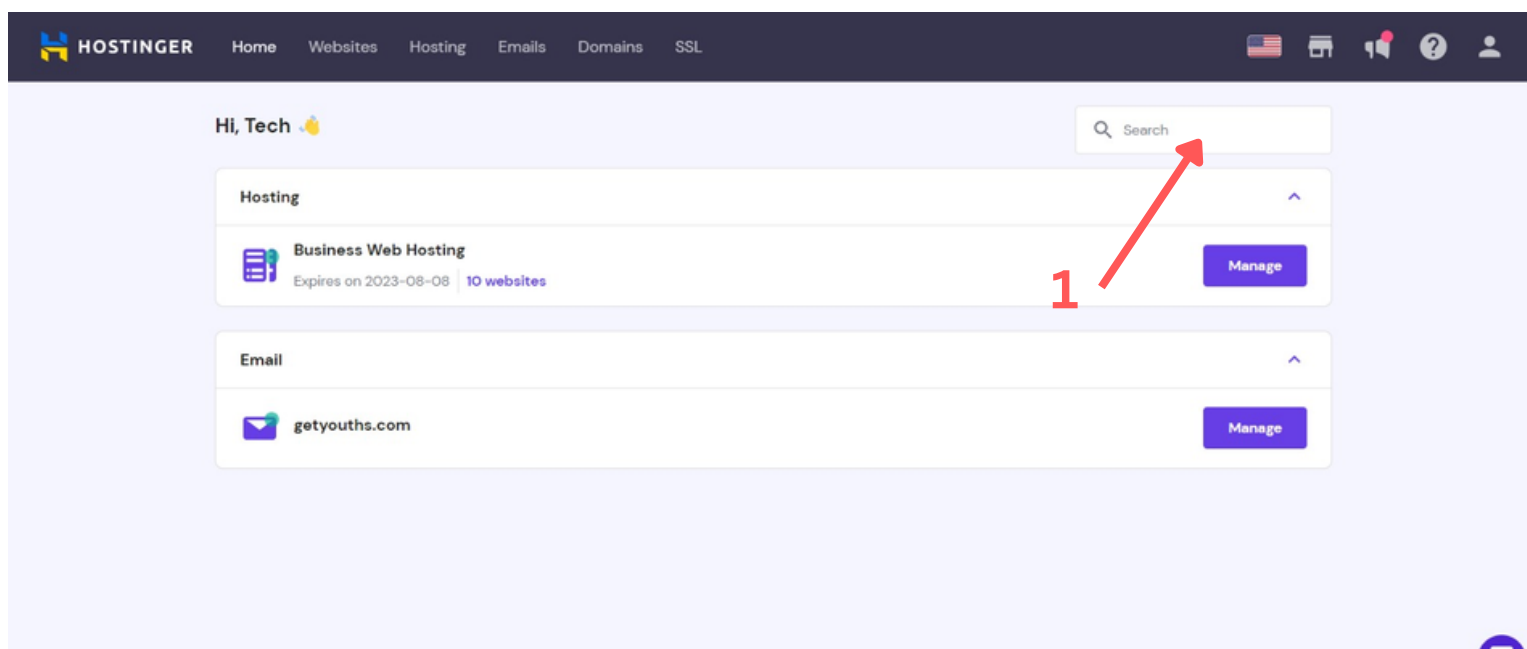 HOSTINGER Home Websites Hosting Emails Domains SSL
Hi, Tech
Search
Hosting
Business Web Hosting
Expires on 2023-08-08 10 websites
Manage
1
Email
getyouths.com
Manage